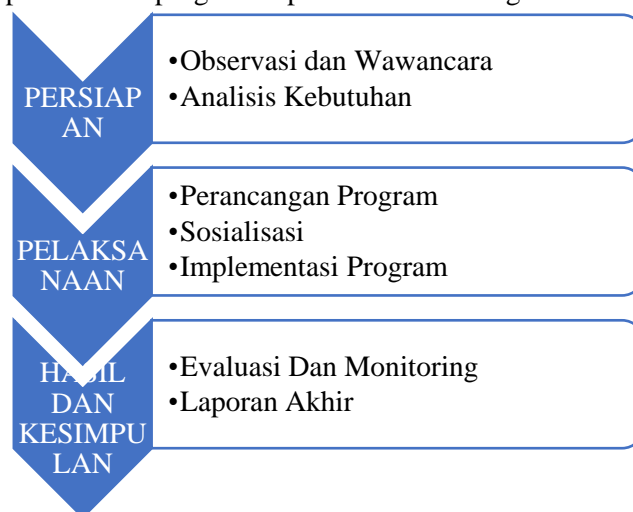 PERSIAP
AN
•Observasi dan Wawancara
•Analisis Kebutuhan
PELAKSA
NAAN
•Perancangan Program
•Sosialisasi
•Implementasi Program
HASIL
DAN
KESIMPU
LAN
•Evaluasi Dan Monitoring
•Laporan Akhir